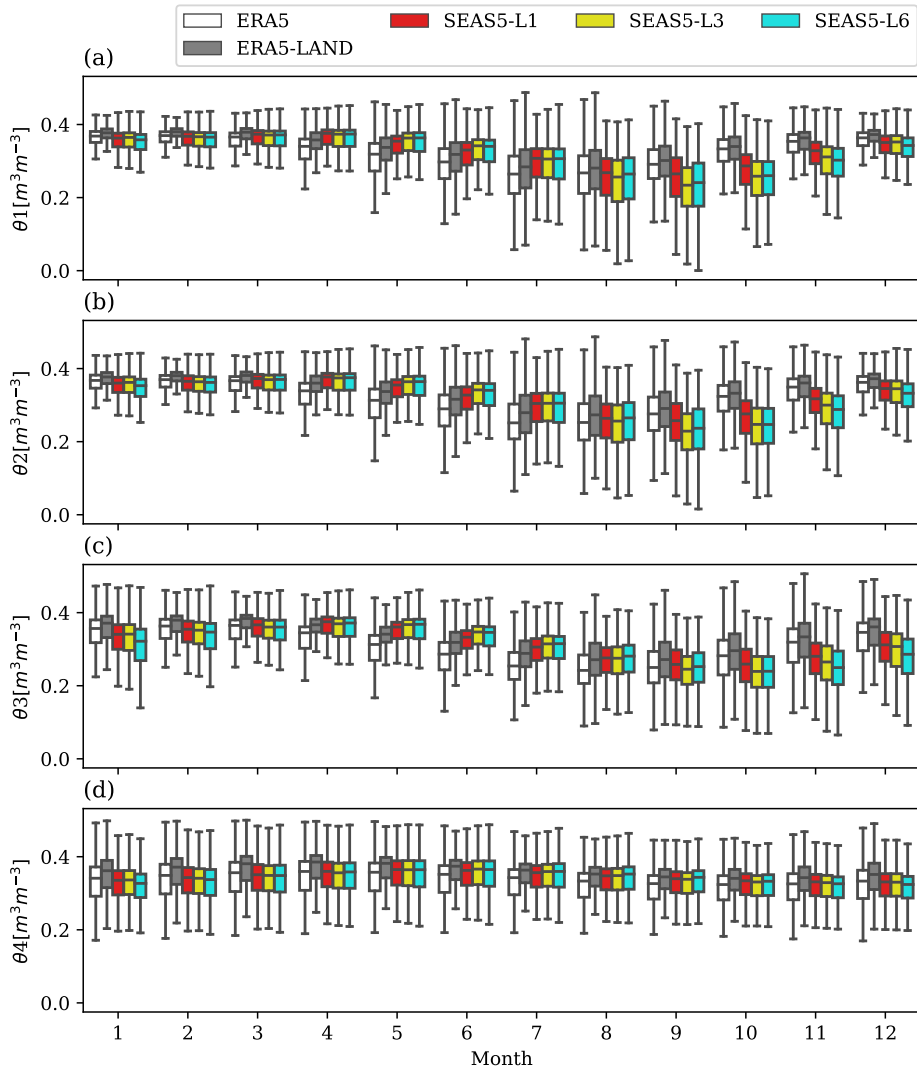 ERA5 SEAS5-L1 SEAS5-L3 SEAS5-L6
ERA5-LAND
(a)
0.4
0.2
0.0
θ1[m³m⁻³]
(b)
0.4
0.2
0.0
θ2[m³m⁻³]
(c)
0.4
0.2
0.0
θ3[m³m⁻³]
(d)
0.4
0.2
0.0
θ4[m³m⁻³]
1 2 3 4 5 6 7 8 9 10 11 12
Month